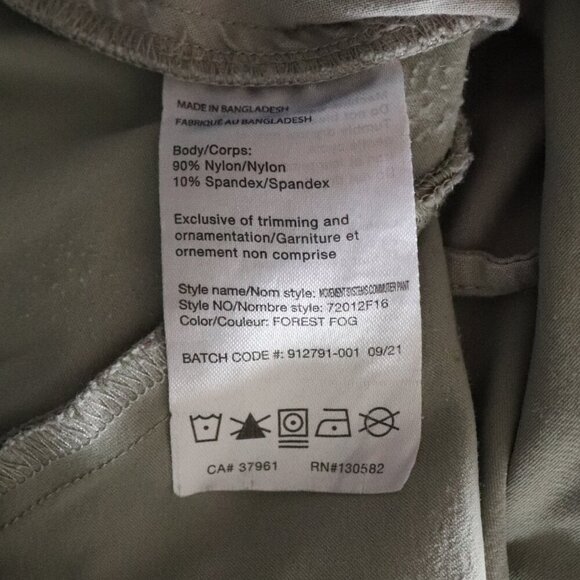 MADE IN BANGLADESH
FABRIQUÉ AU BANGLADESH
Body/Corps:
90% Nylon/Nylon
10% Spandex/Spandex
Exclusive of trimming and
ornamentation/Garniture et
ornement non comprise
Style name/Nom style: MOVEMENT SYSTEMS COMMUTER PANT
Style NO/Nombre style: 72012F16
Color/Couleur: FOREST FOG
BATCH CODE #: 912791-001 09/21
CA# 37961 RN#130582